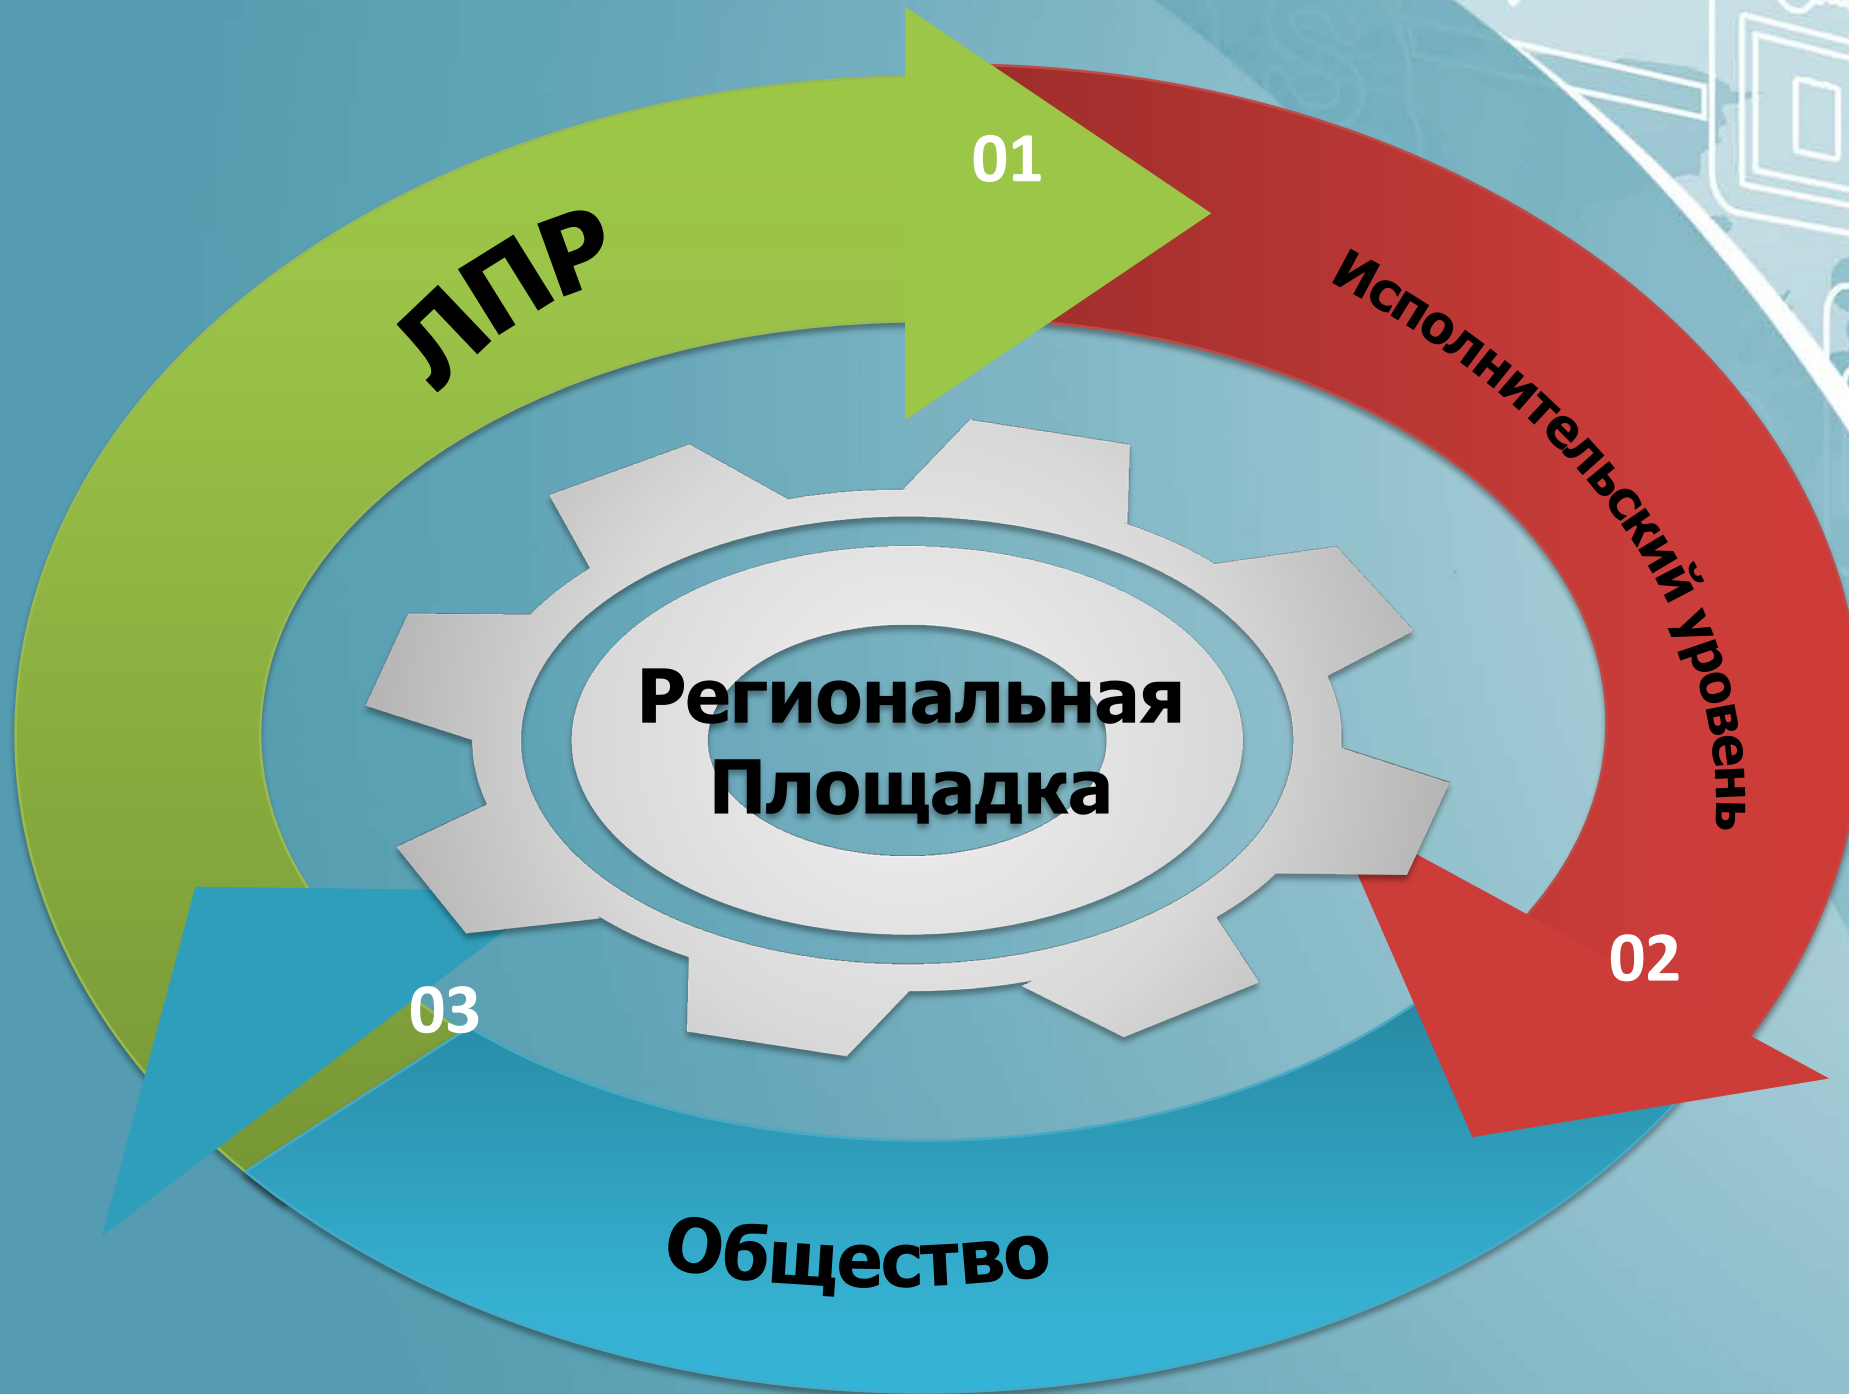 01
ЛПР
Исполнительский уровень
Региональная
Площадка
02
03
Общество